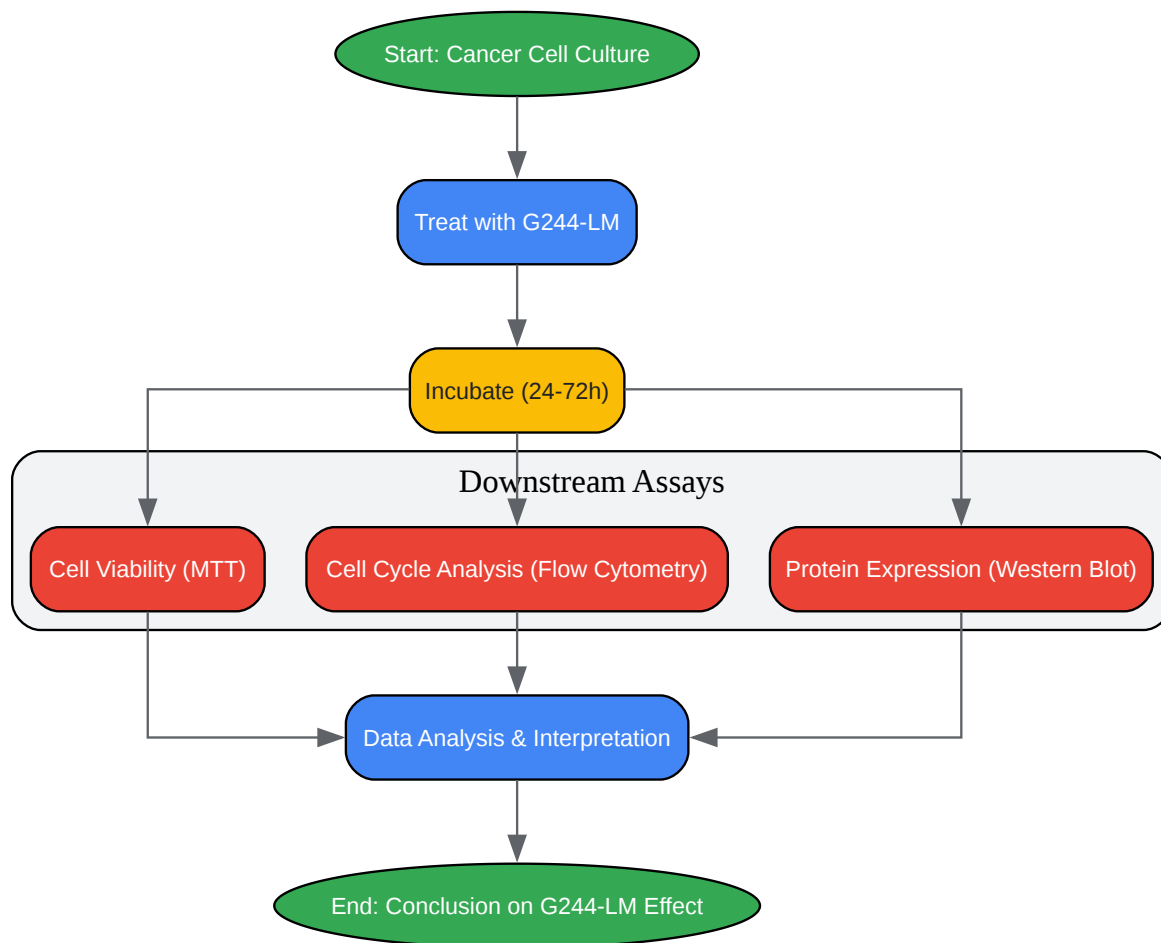 Start: Cancer Cell Culture
Treat with G244-LM
Incubate (24-72h)
Downstream Assays
Cell Viability (MTT)
Cell Cycle Analysis (Flow Cytometry)
Protein Expression (Western Blot)
Data Analysis & Interpretation
End: Conclusion on G244-LM Effect